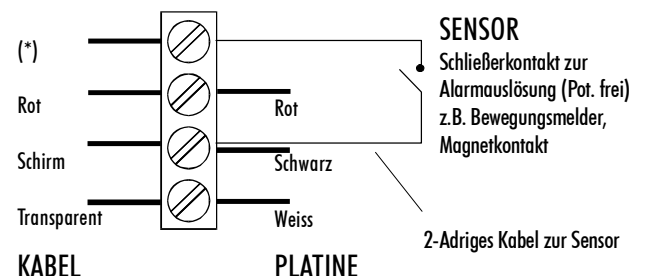 (*)
Rot
Schirm
Transparent
KABEL
Rot
Schwarz
Weiss
PLATINE
SENSOR
Schließerkontakt zur
Alarmauslösung (Pot. frei)
z.B. Bewegungsmelder,
Magnetkontakt
2-Adriges Kabel zur Sensor